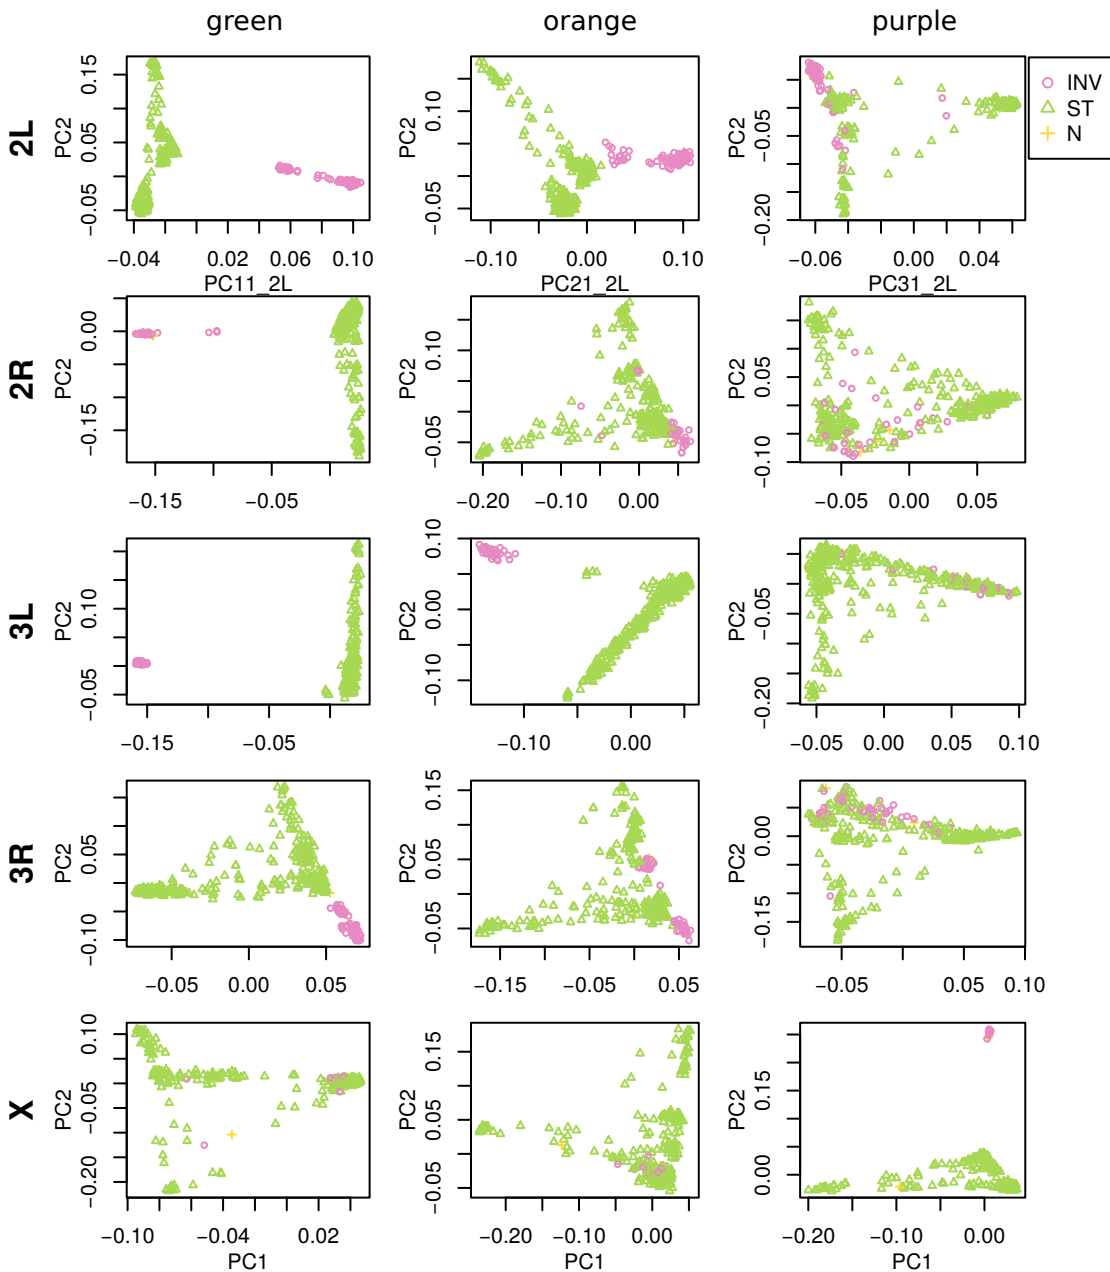 green orange purple
2L
PC2 0.15 0.05 −0.05
−0.04 0.02 0.06 0.10
PC11_2L
PC2 0.10 −0.05
−0.10 0.00 0.10
PC21_2L
PC2 −0.05 −0.20
−0.06 0.00 0.04
PC31_2L
INV
ST
N
2R
PC2 0.00 −0.15
−0.15 −0.05
PC2 0.10 −0.05
−0.20 −0.10 0.00
PC2 0.05 −0.10
−0.05 0.00 0.05
3L
PC2 0.10 −0.05
−0.15 −0.05
PC2 0.10 0.00 −0.10
−0.10 0.00
PC2 −0.05 −0.20
−0.05 0.00 0.05 0.10
3R
PC2 0.05 −0.10
−0.05 0.00 0.05
PC2 0.15 0.05 −0.05
−0.15 −0.05 0.05
PC2 0.00 −0.15
−0.05 0.10
X
PC2 0.10 −0.05 −0.20
−0.10 −0.04 0.02
PC1
PC2 0.15 0.05 −0.05
−0.20 −0.10 0.00
PC1
PC2 0.15 0.00
−0.20 −0.10 0.00
PC1